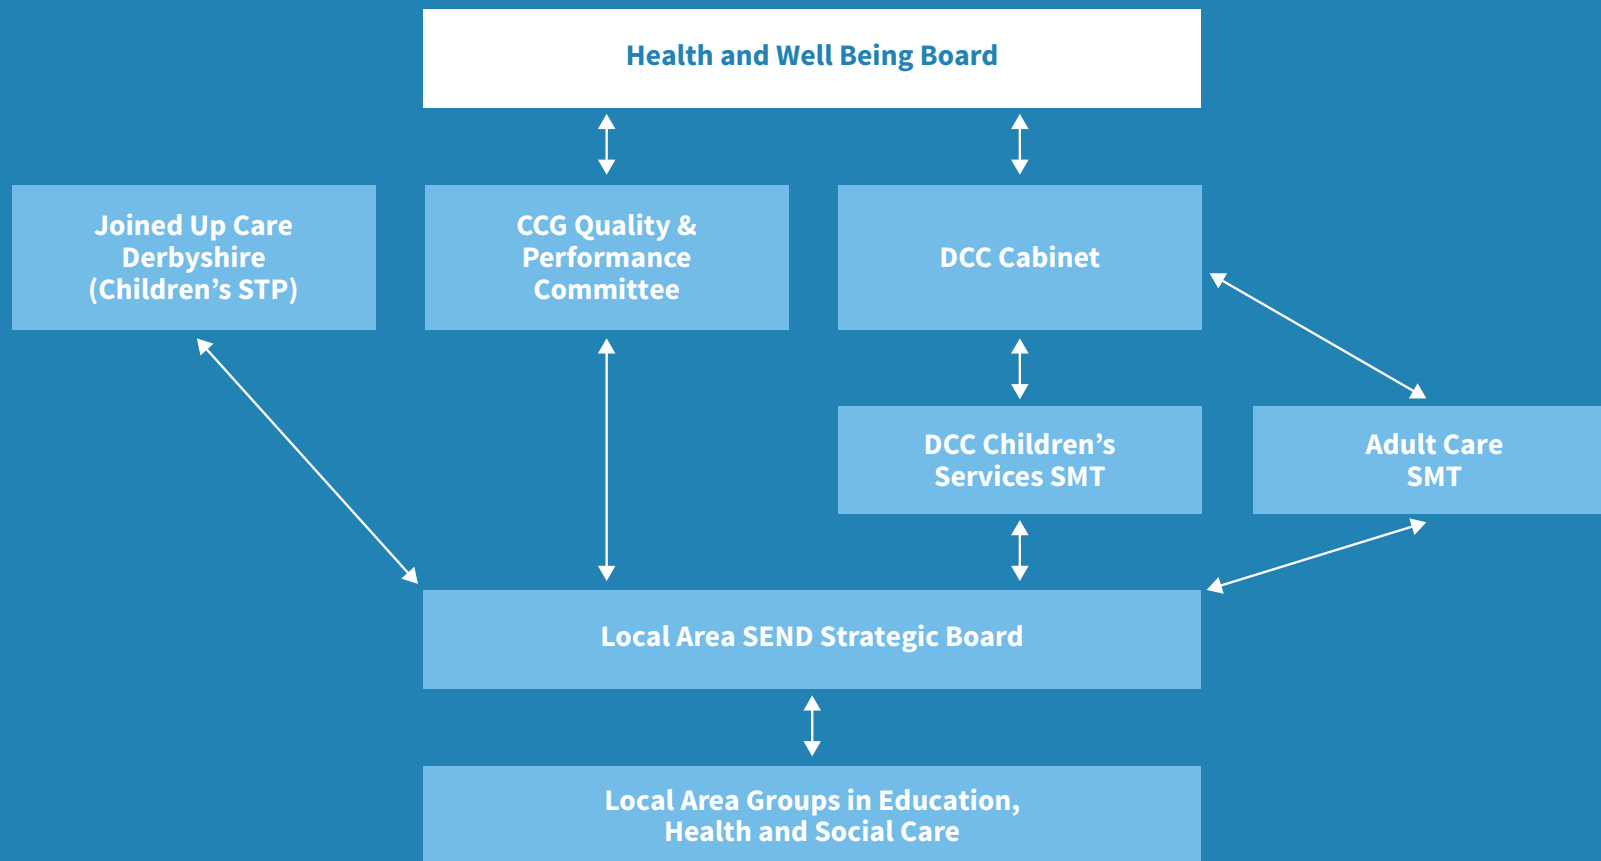 Health and Well Being Board
Joined Up Care
Derbyshire
(Children’s STP)
CCG Quality &
Performance
Committee
DCC Cabinet
DCC Children’s
Services SMT
Adult Care
SMT
Local Area SEND Strategic Board
Local Area Groups in Education,
Health and Social Care